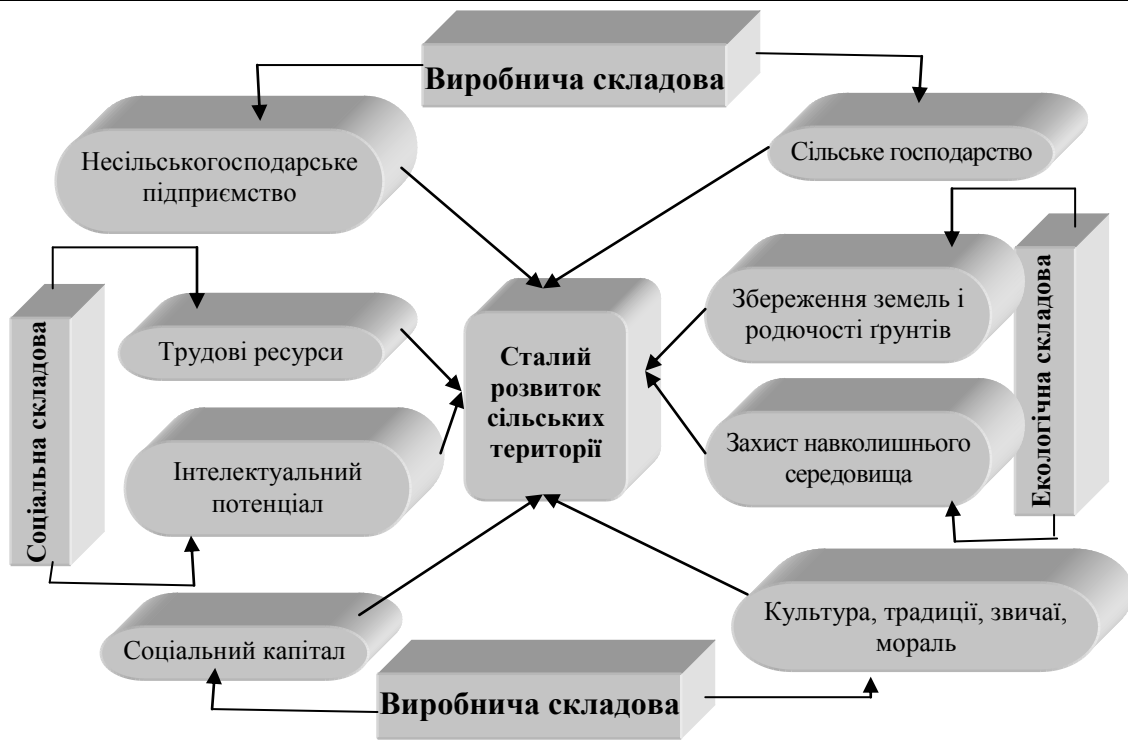 Виробнича складова
Несільськогосподарське
підприємство
Сільське господарство
Соціальна складова
Трудові ресурси
Інтелектуальний
потенціал
Сталий
розвиток
сільських
території
Збереження земель і
родючості ґрунтів
Захист навколишнього
середовища
Екологічна складова
Соціальний капітал
Виробнича складова
Культура, традиції, звичаї,
мораль